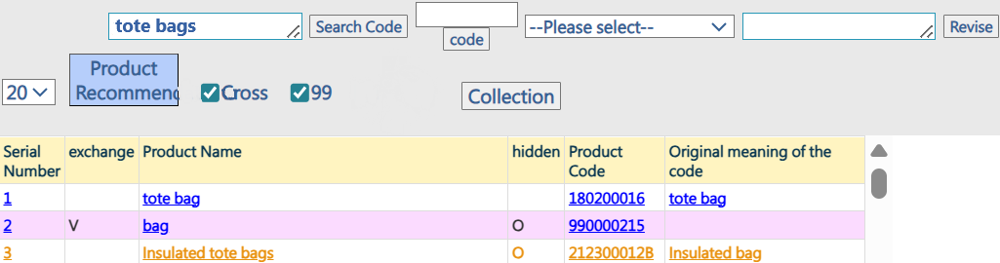 tote bags Search Code code --Please select-- Revise
20 Product Recommend Cross 99 Collection
Serial Number exchange Product Name hidden Product Code Original meaning of the code
1 tote bag 180200016 tote bag
2 V bag O 990000215
3 Insulated tote bags O 212300012B Insulated bag